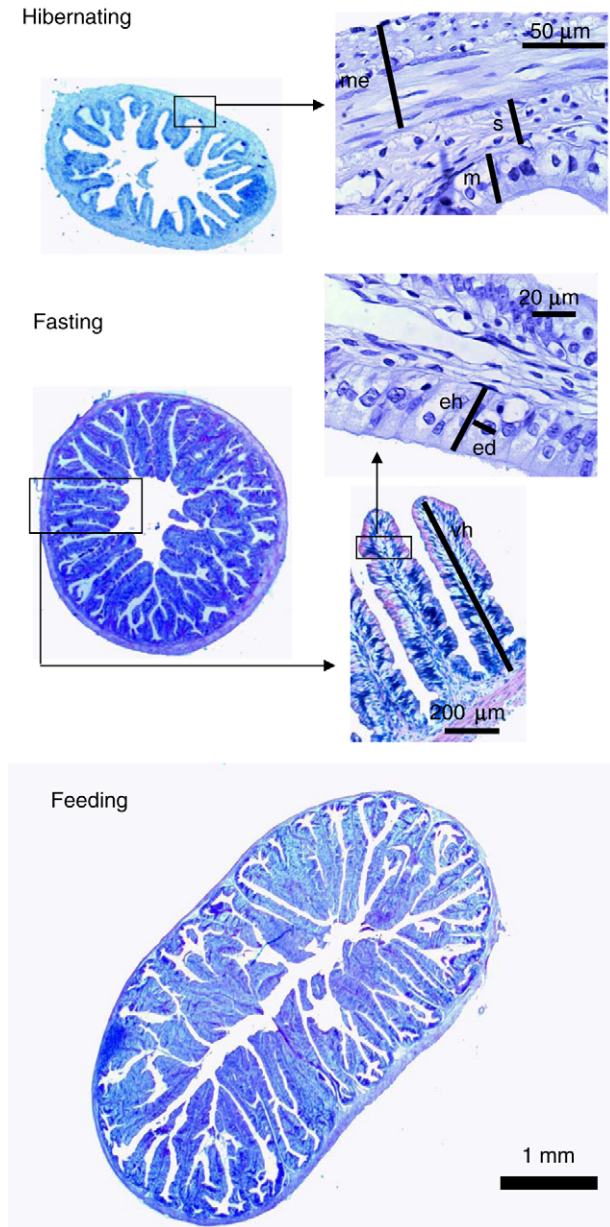 Hibernating
50 µm
me
s
m
Fasting
20 µm
eh
ed
vh
200 µm
Feeding
1 mm